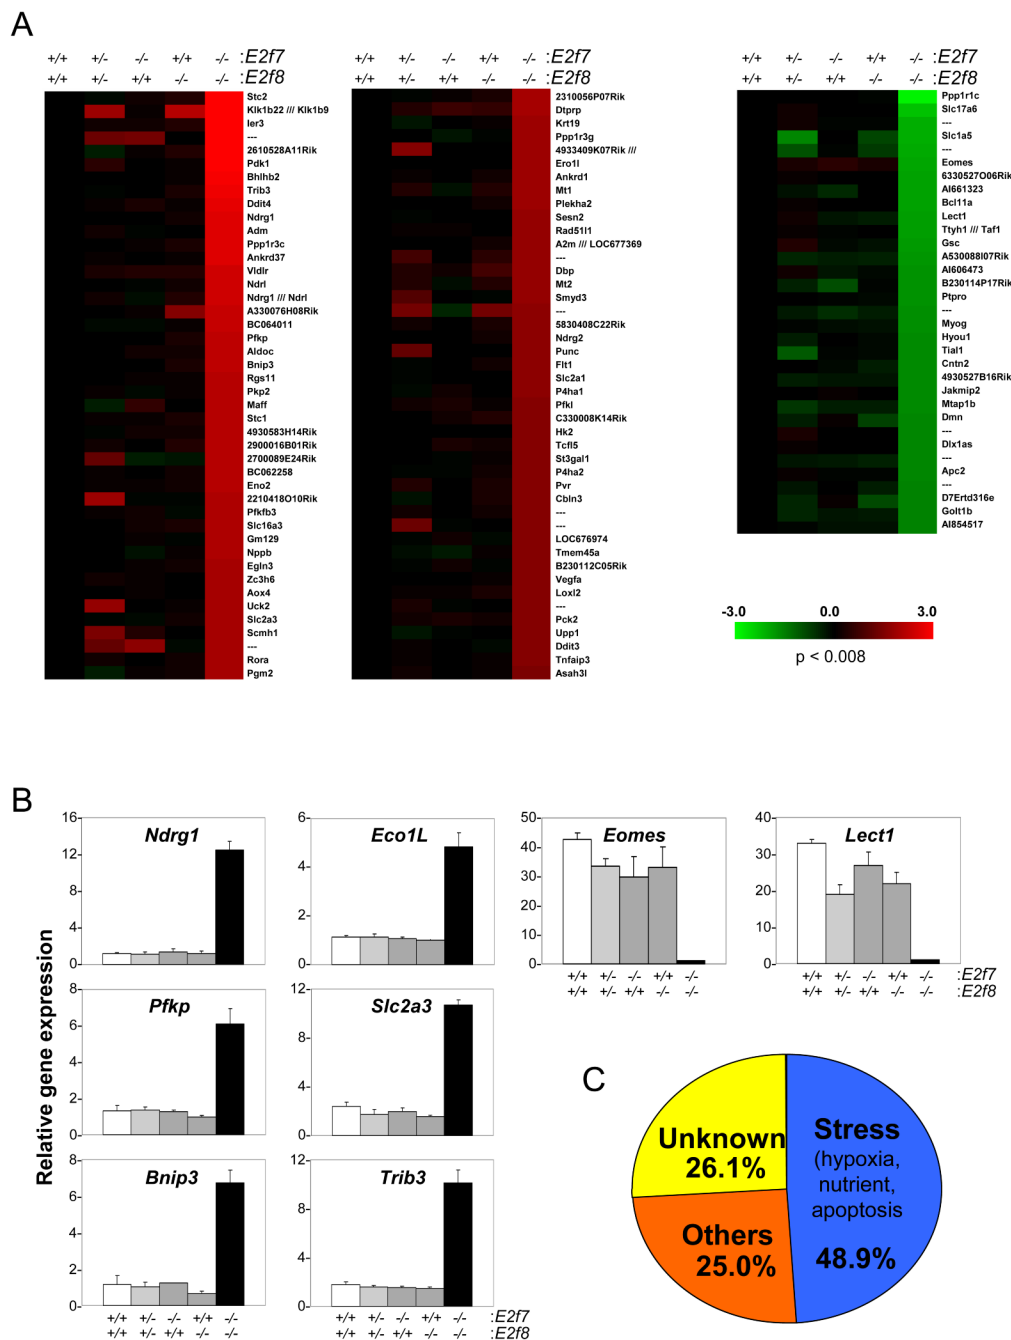 A
+/+ +/- -/- +/+ -/- :E2f7
+/+ +/- +/+ -/- -/- :E2f8
Stc2
Klk1b22 /// Klk1b9
Ier3
---
2610528A11Rik
Pdk1
Bhlhb2
Trib3
Ddit4
Ndrg1
Adm
Ppp1r3c
Ankrd37
Vldlr
Ndrl
Ndrg1 /// Ndrl
A330076H08Rik
BC064011
Pfkp
Aldoc
Bnip3
Rgs11
Pkp2
Maff
Stc1
4930583H14Rik
2900016B01Rik
2700089E24Rik
BC062258
Eno2
2210418O10Rik
Pfkfb3
Slc16a3
Gm129
Nppb
Egln3
Zc3h6
Aox4
Uck2
Slc2a3
Scmh1
---
Rora
Pgm2
+/+ +/- -/- +/+ -/- :E2f7
+/+ +/- +/+ -/- -/- :E2f8
2310056P07Rik
Dtprp
Krt19
Ppp1r3g
4933409K07Rik ///
Ero1l
Ankrd1
Mt1
Plekha2
Sesn2
Rad51l1
A2m /// LOC677369
---
Dbp
Mt2
Smyd3
---
5830408C22Rik
Ndrg2
Punc
Flt1
Slc2a1
P4ha1
Pfkl
C330008K14Rik
Hk2
Tcfl5
St3gal1
P4ha2
Pvr
Cbln3
---
---
LOC676974
Tmem45a
B230112C05Rik
Vegfa
Loxl2
---
Pck2
Upp1
Ddit3
Tnfaip3
Asah3l
+/+ +/- -/- +/+ -/- :E2f7
+/+ +/- +/+ -/- -/- :E2f8
Ppp1r1c
Slc17a6
---
Slc1a5
---
Eomes
6330527O06Rik
AI661323
Bcl11a
Lect1
Ttyh1 /// Taf1
Gsc
A530088I07Rik
AI606473
B230114P17Rik
Ptpro
---
Myog
Hyou1
Tial1
Cntn2
4930527B16Rik
Jakmip2
Mtap1b
Dmn
---
Dlx1as
---
Apc2
---
D7Ertd316e
Golt1b
AI854517
-3.0 0.0 3.0
p < 0.008
B
Relative gene expression
Ndrg1
16
12
8
4
0
Eco1L
6
4
2
0
Eomes
50
40
30
20
10
0
+/+ +/- -/- +/+ -/-
+/+ +/- +/+ -/- -/-
Lect1
40
30
20
10
0
+/+ +/- -/- +/+ -/- :E2f7
+/+ +/- +/+ -/- -/- :E2f8
Pfkp
8
6
4
2
0
Slc2a3
12
8
4
0
Bnip3
8
6
4
2
0
+/+ +/- -/- +/+ -/-
+/+ +/- +/+ -/- -/-
Trib3
12
8
4
0
+/+ +/- -/- +/+ -/- :E2f7
+/+ +/- +/+ -/- -/- :E2f8
C
Unknown
26.1%
Stress
(hypoxia,
nutrient,
apoptosis
48.9%
Others
25.0%